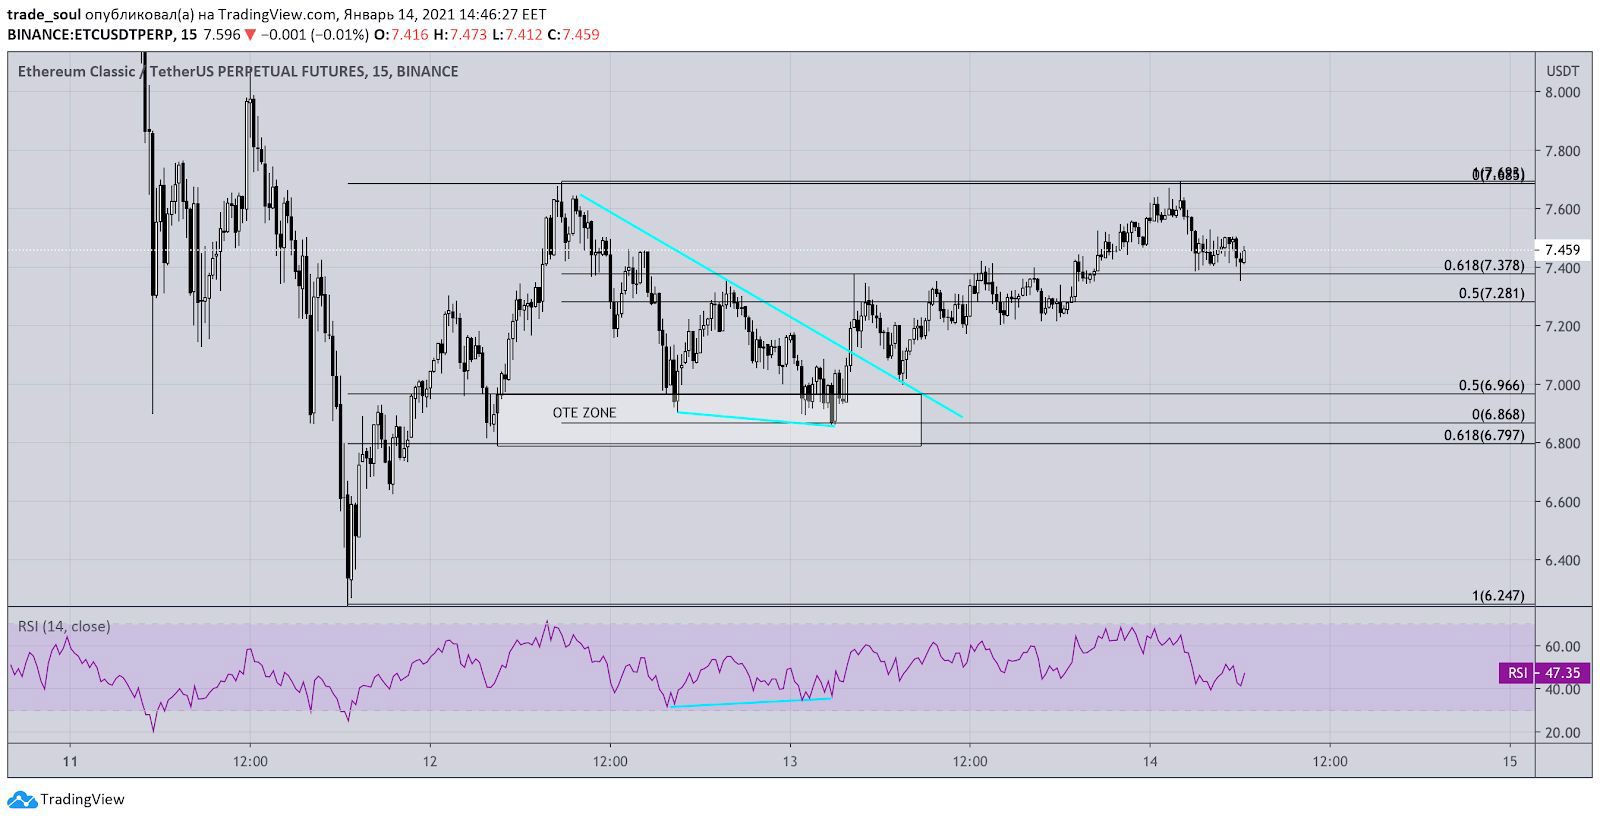 trade_soul опубликовал(а) на TradingView.com, Январь 14, 2021 14:46:27 EET
BINANCE:ETCUSDTPERP, 15 7.596 ▼ −0.001 (−0.01%) O:7.416 H:7.473 L:7.412 C:7.459
Ethereum Classic / TetherUS PERPETUAL FUTURES, 15, BINANCE
USDT
8.000
7.800
0(7.685)
7.600
7.459
7.400
0.618(7.378)
0.5(7.281)
7.200
7.000
0.5(6.966)
OTE ZONE
0(6.868)
0.618(6.797)
6.800
6.600
6.400
1(6.247)
RSI (14, close)
60.00
RSI 47.35
40.00
20.00
11 12:00 12 12:00 13 12:00 14 12:00 15
TradingView